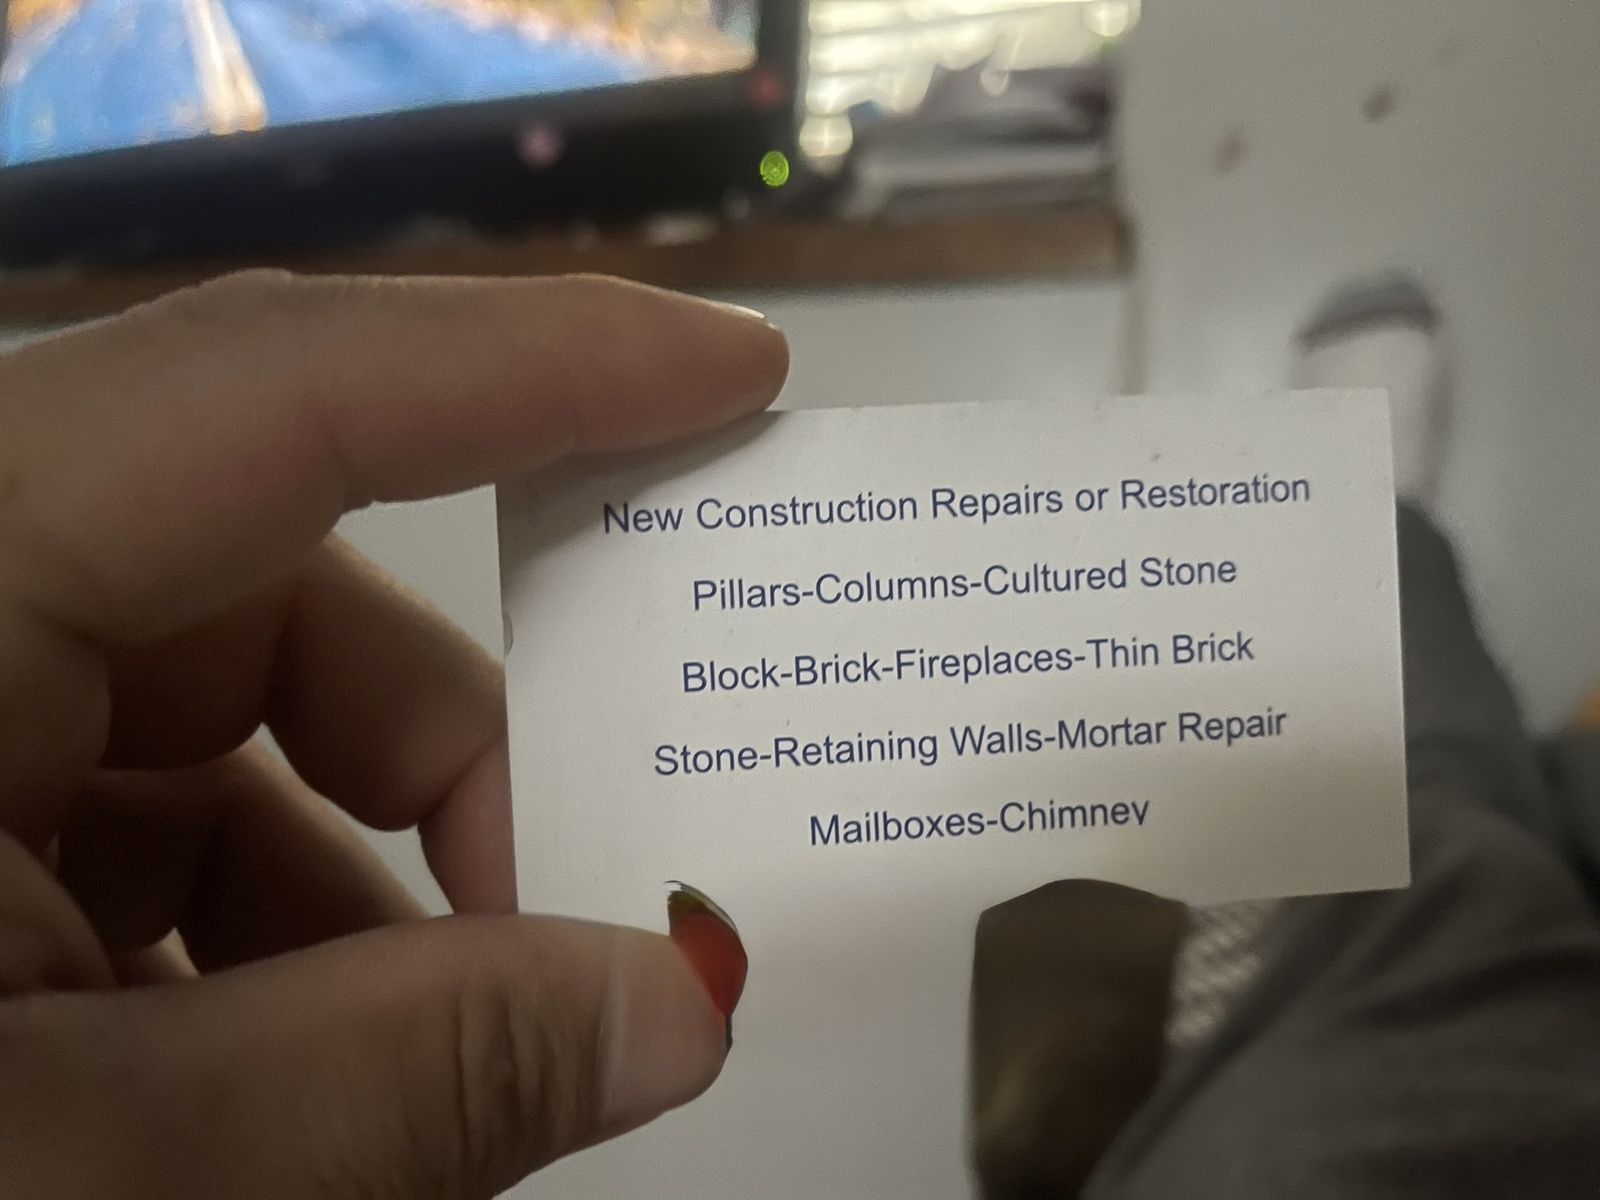 New Construction Repairs or Restoration
Pillars-Columns-Cultured Stone
Block-Brick-Fireplaces-Thin Brick
Stone-Retaining Walls-Mortar Repair
Mailboxes-Chimney